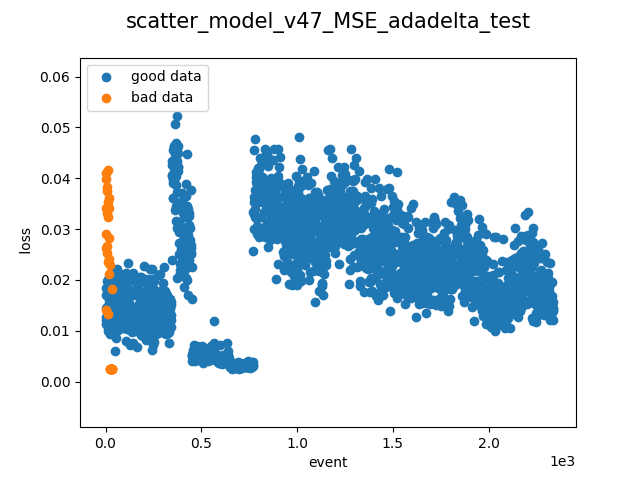 scatter_model_v47_MSE_adadelta_test
good data
bad data
0.06
0.05
0.04
0.03
0.02
0.01
0.00
loss
0.0
0.5
1.0
1.5
2.0
event
1e3